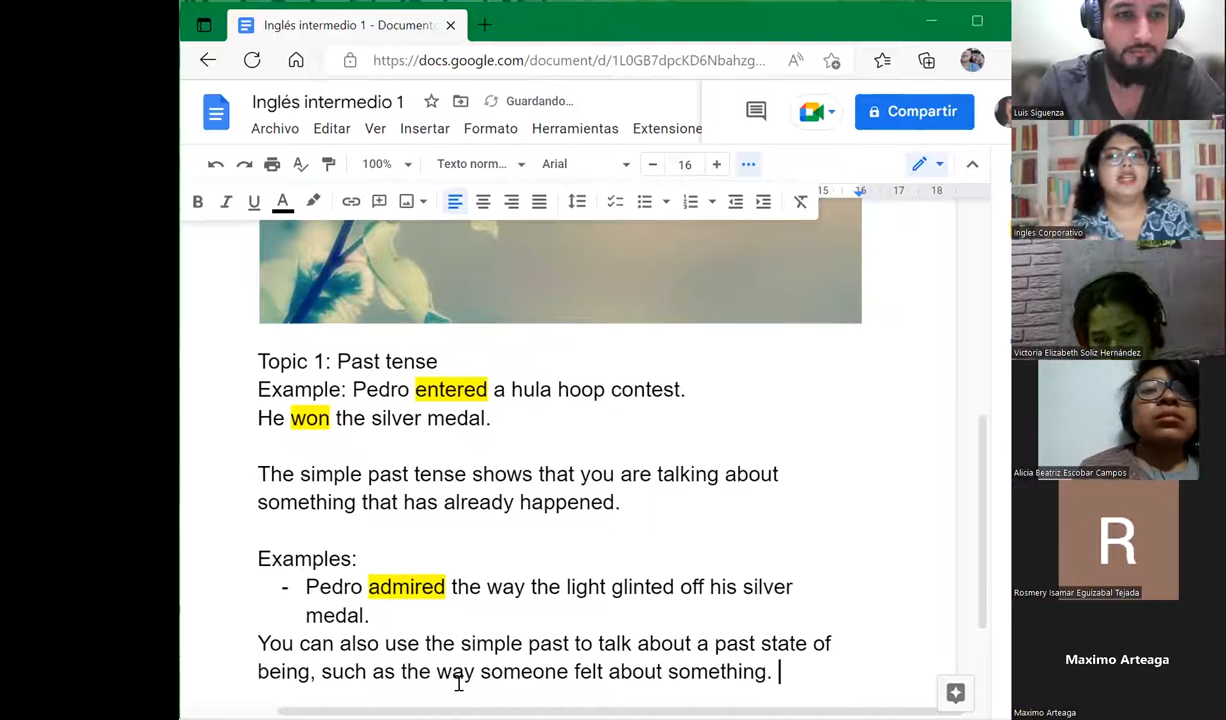 Inglés intermedio 1 - Documento
https://docs.google.com/document/d/1L0GB7dpcKD6Nbahzg...
Inglés intermedio 1
Guardando...
Archivo Editar Ver Insertar Formato Herramientas Extensione
Compartir
100% Texto norm... Arial 16
15 16 17 18
Topic 1: Past tense
Example: Pedro entered a hula hoop contest.
He won the silver medal.
The simple past tense shows that you are talking about
something that has already happened.
Examples:
- Pedro admired the way the light glinted off his silver
medal.
You can also use the simple past to talk about a past state of
being, such as the way someone felt about something.
Luis Siguenza
Ingles Corporativo
Victoria Elizabeth Soliz Hernández
Alicia Beatriz Escobar Campos
R
Rosmery Isamar Eguizabal Tejada
Maximo Arteaga
Maximo Arteaga